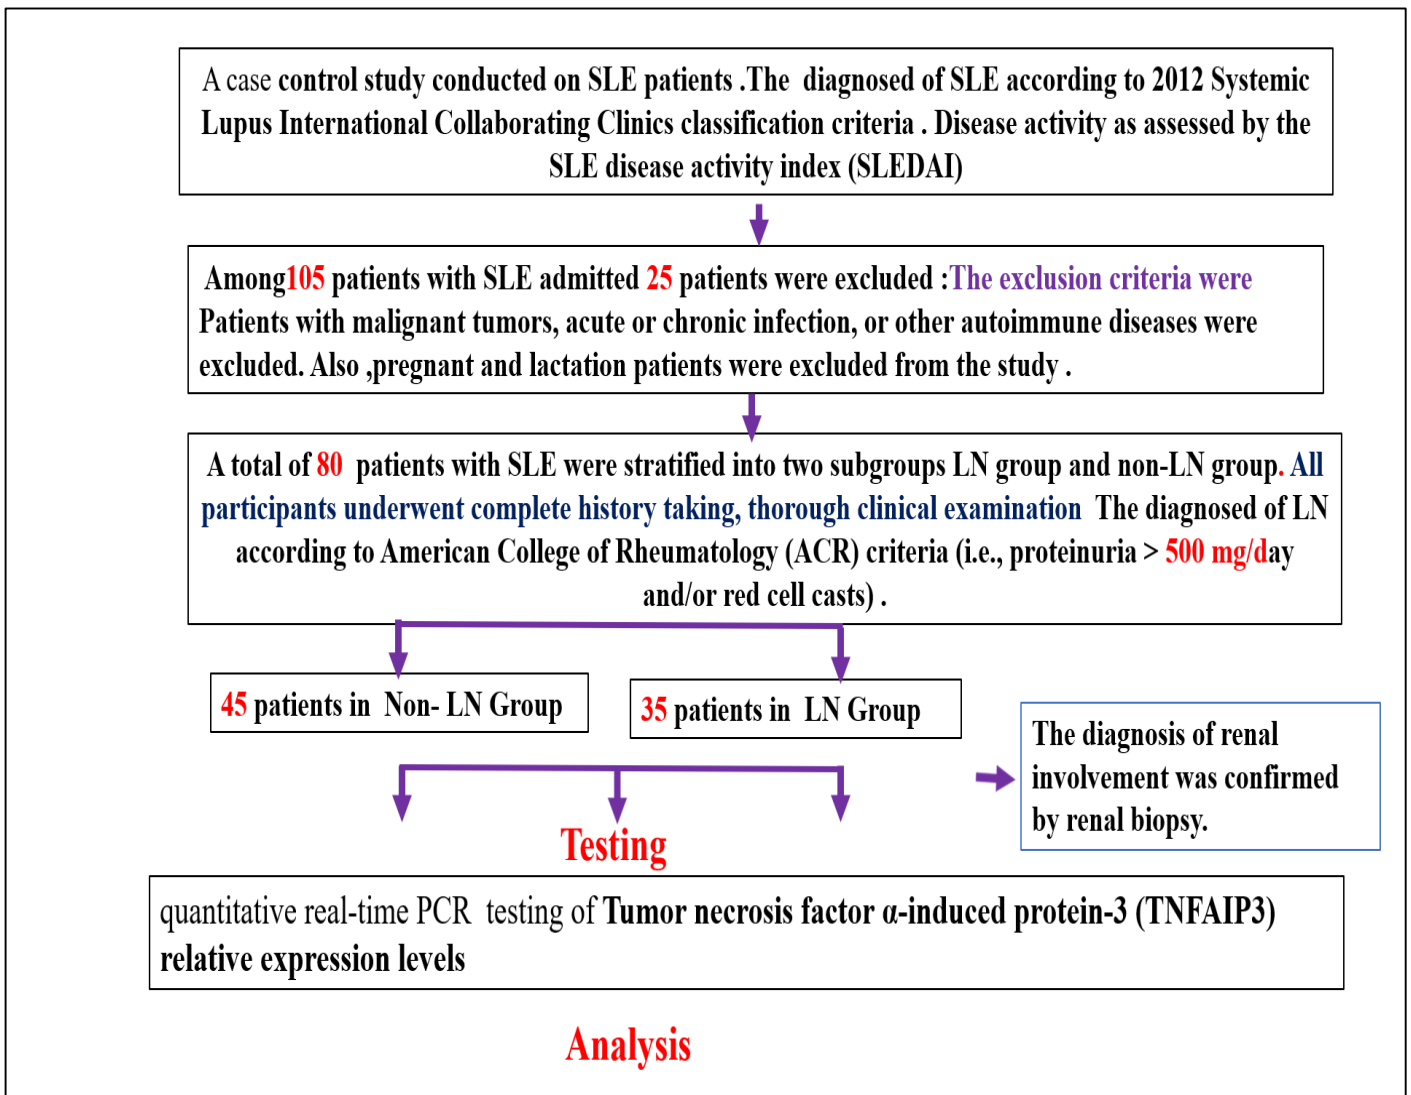 A case control study conducted on SLE patients .The diagnosed of SLE according to 2012 Systemic
Lupus International Collaborating Clinics classification criteria . Disease activity as assessed by the
SLE disease activity index (SLEDAI)
Among105 patients with SLE admitted 25 patients were excluded :The exclusion criteria were
Patients with malignant tumors, acute or chronic infection, or other autoimmune diseases were
excluded. Also ,pregnant and lactation patients were excluded from the study .
A total of 80 patients with SLE were stratified into two subgroups LN group and non-LN group. All
participants underwent complete history taking, thorough clinical examination The diagnosed of LN
according to American College of Rheumatology (ACR) criteria (i.e., proteinuria > 500 mg/day
and/or red cell casts) .
45 patients in Non- LN Group
35 patients in LN Group
The diagnosis of renal
involvement was confirmed
by renal biopsy.
Testing
quantitative real-time PCR testing of Tumor necrosis factor α-induced protein-3 (TNFAIP3)
relative expression levels
Analysis